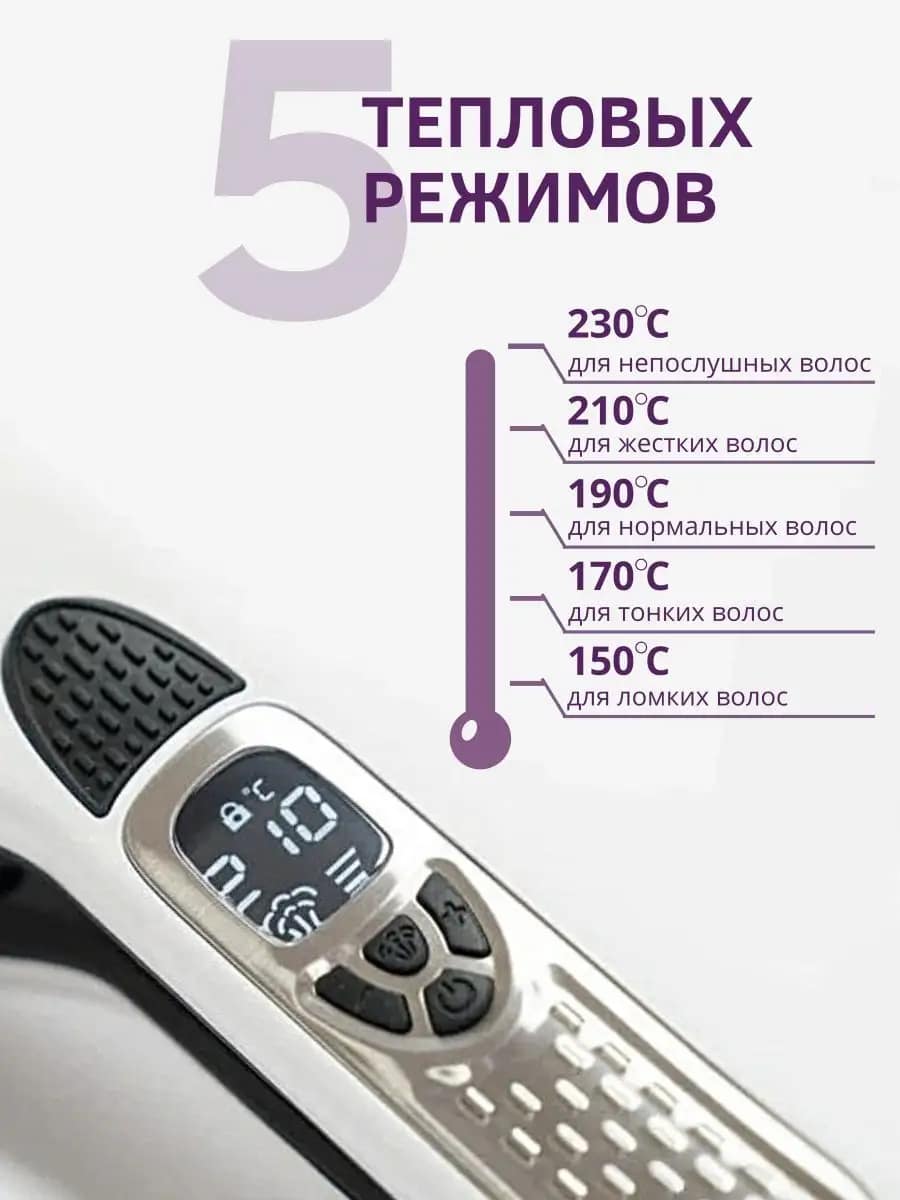 5
ТЕПЛОВЫХ
РЕЖИМОВ
230°C
для непослушных волос
210°C
для жестких волос
190°C
для нормальных волос
170°C
для тонких волос
150°C
для ломких волос
°C